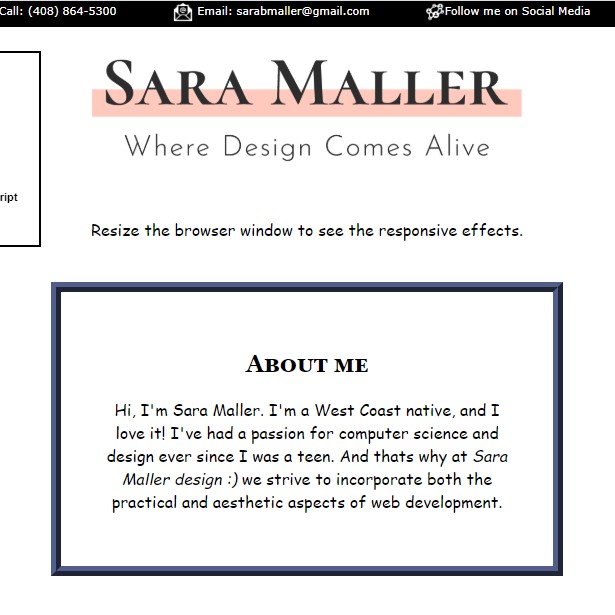 Call: (408) 864-5300 Email: sarabmaller@gmail.com Follow me on Social Media
Sara Maller
Where Design Comes Alive
ript
Resize the browser window to see the responsive effects.
About me
Hi, I'm Sara Maller. I'm a West Coast native, and I
love it! I've had a passion for computer science and
design ever since I was a teen. And thats why at Sara
Maller design :) we strive to incorporate both the
practical and aesthetic aspects of web development.